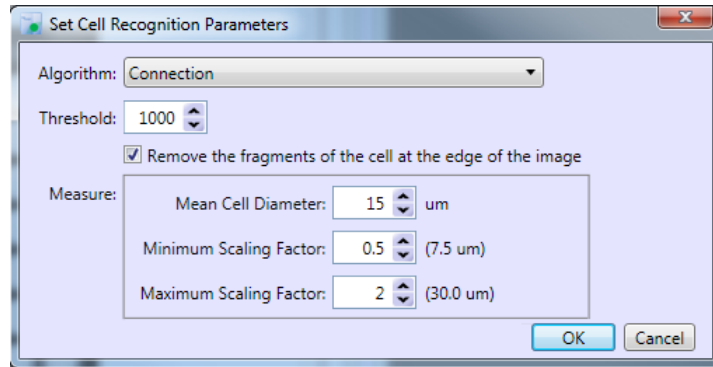 Set Cell Recognition Parameters
Algorithm: Connection
Threshold: 1000
Remove the fragments of the cell at the edge of the image
Measure:
Mean Cell Diameter: 15 um
Minimum Scaling Factor: 0.5 (7.5 um)
Maximum Scaling Factor: 2 (30.0 um)
OK Cancel